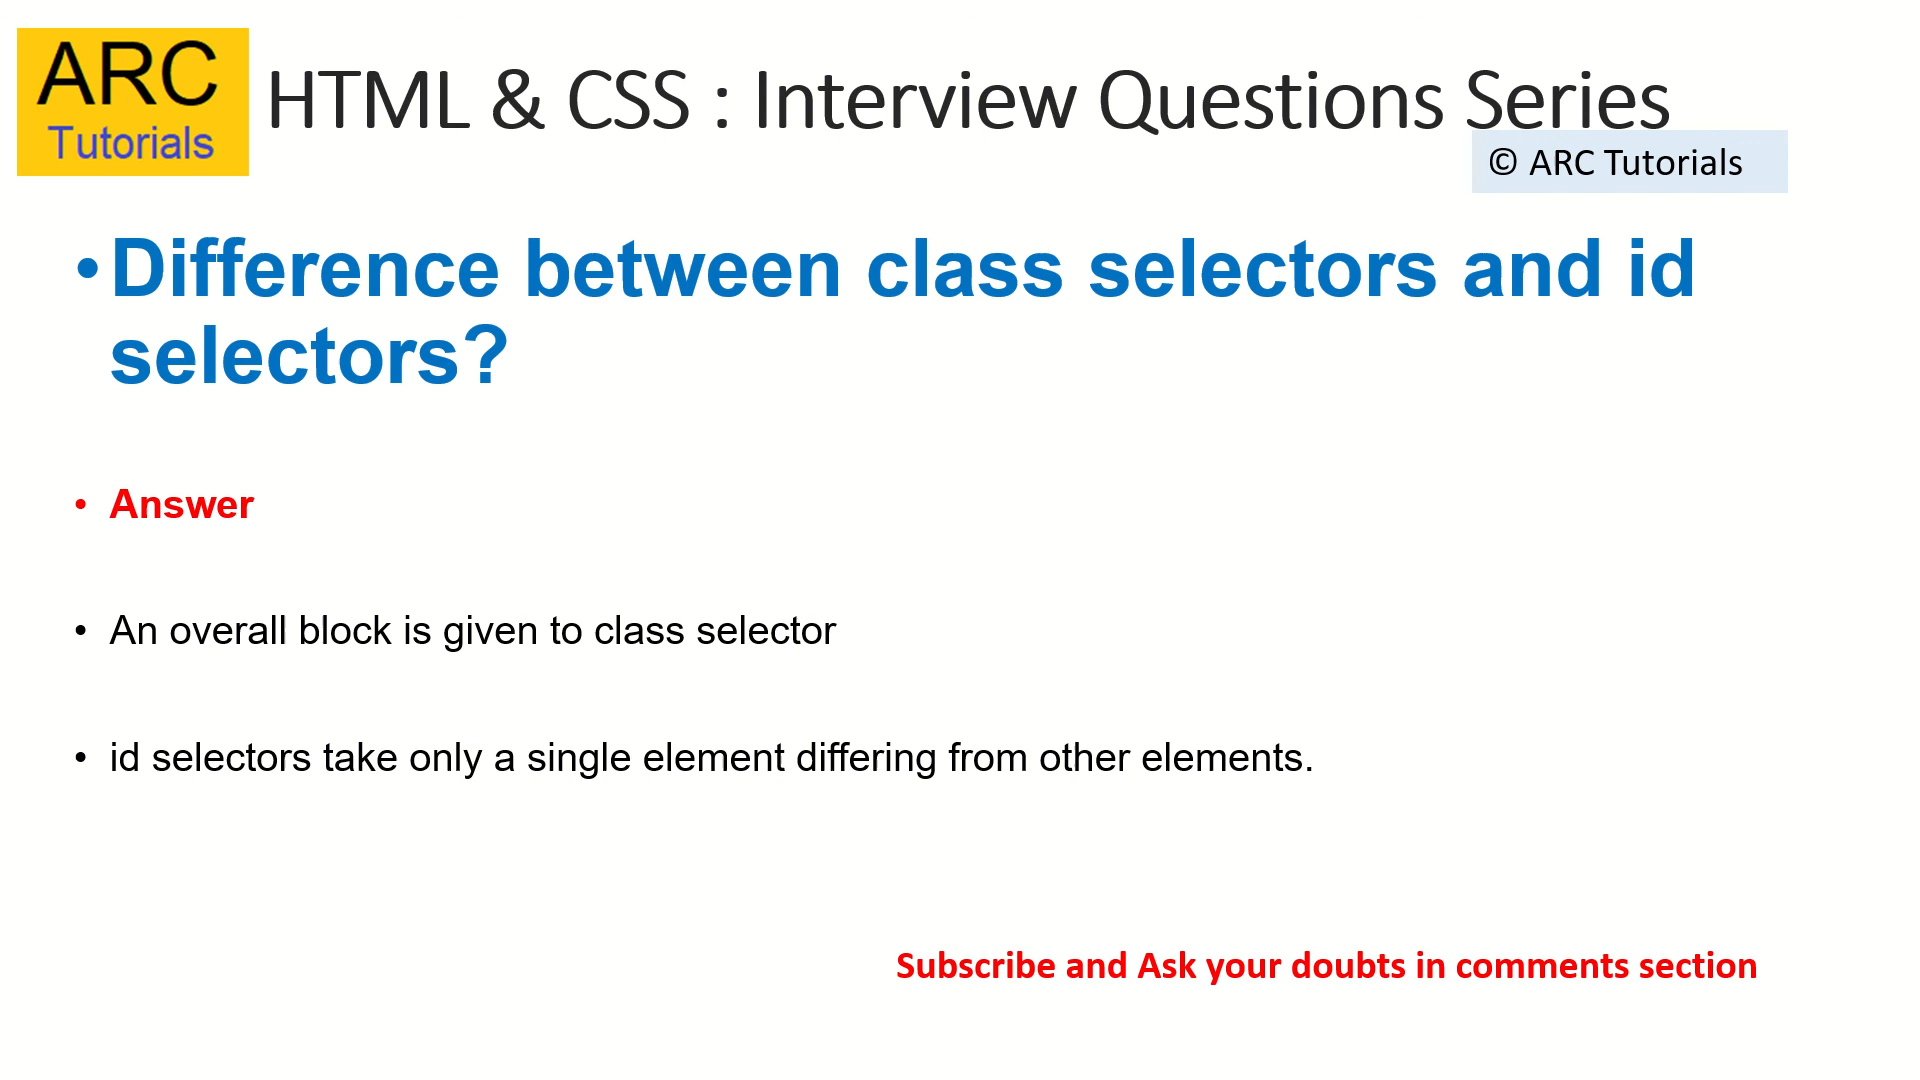 ARC
Tutorials
HTML & CSS : Interview Questions Series
© ARC Tutorials
•Difference between class selectors and id
selectors?
• Answer
• An overall block is given to class selector
• id selectors take only a single element differing from other elements.
Subscribe and Ask your doubts in comments section